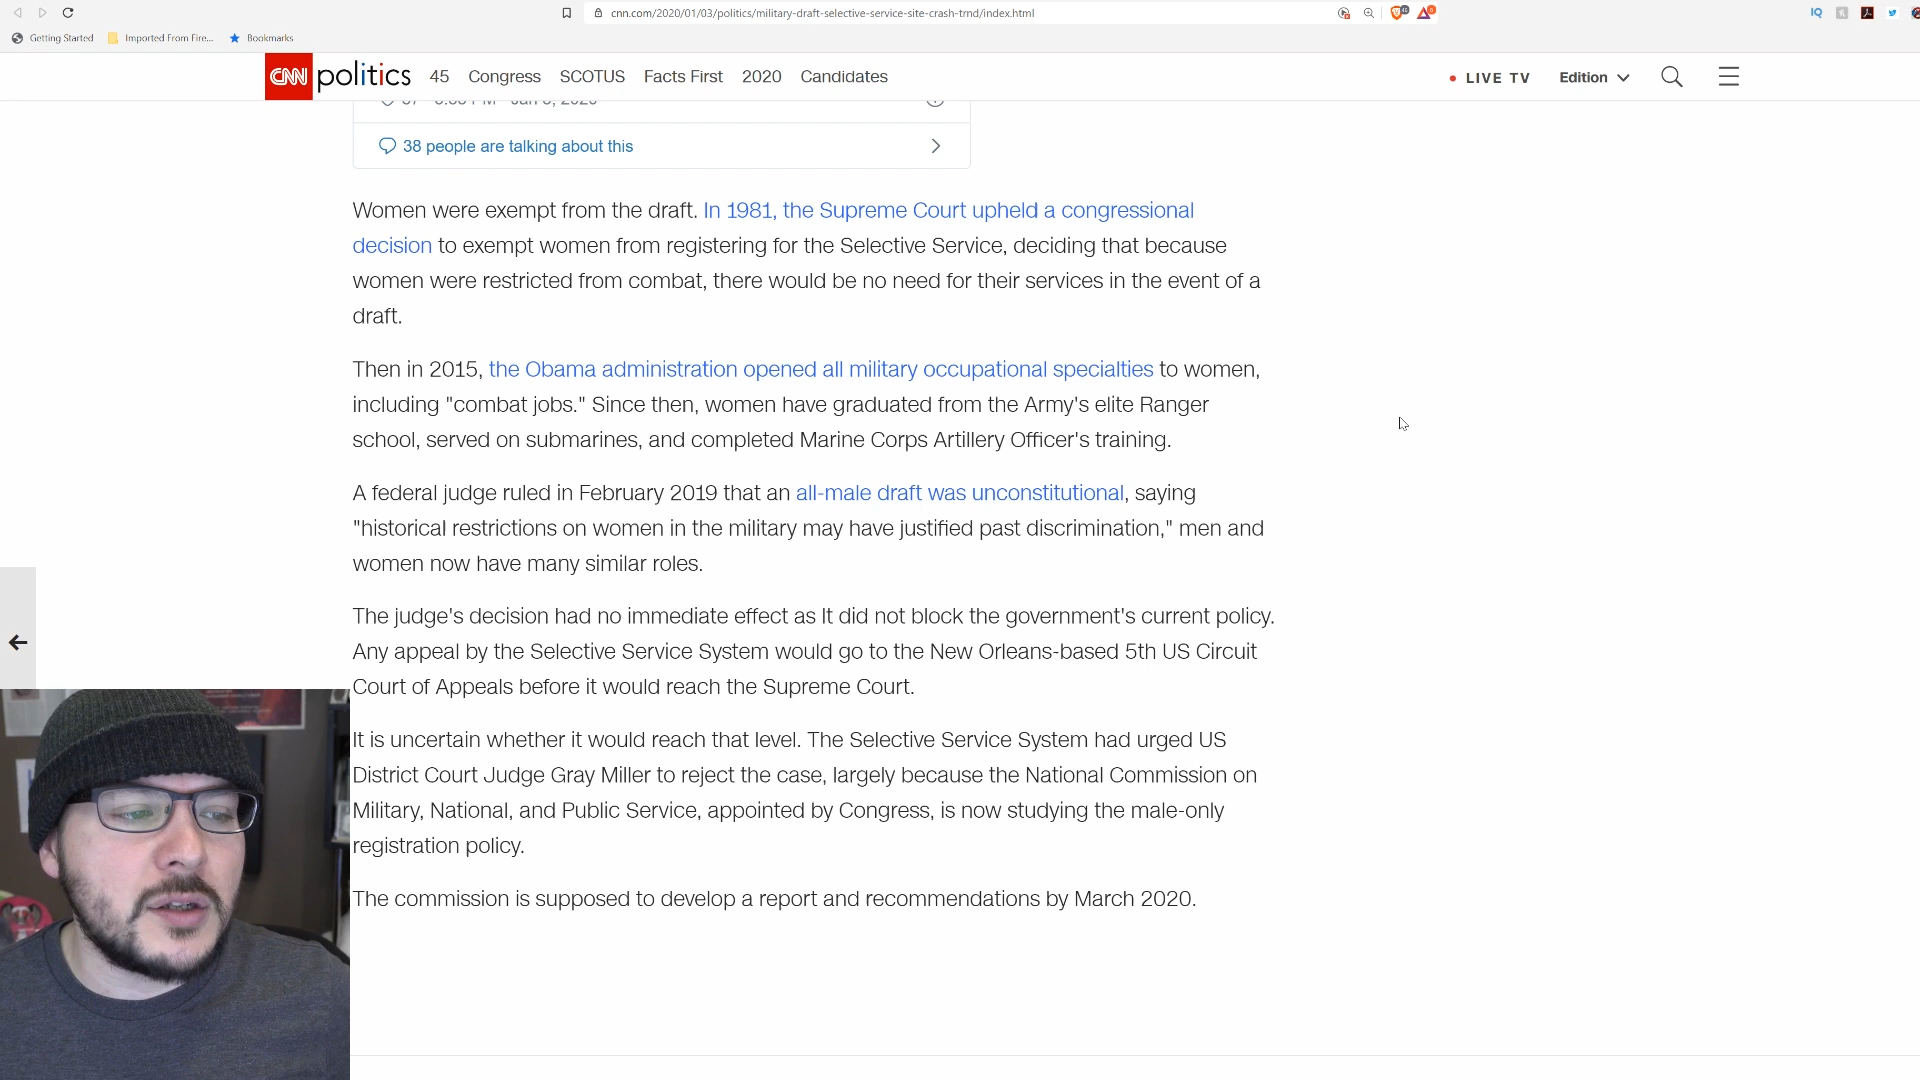 cnn.com/2020/01/03/politics/military-draft-selective-service-site-crash-trnd/index.html
Getting Started Imported From Fire... Bookmarks
CNN politics 45 Congress SCOTUS Facts First 2020 Candidates LIVE TV Edition
38 people are talking about this
Women were exempt from the draft. In 1981, the Supreme Court upheld a congressional
decision to exempt women from registering for the Selective Service, deciding that because
women were restricted from combat, there would be no need for their services in the event of a
draft.
Then in 2015, the Obama administration opened all military occupational specialties to women,
including "combat jobs." Since then, women have graduated from the Army's elite Ranger
school, served on submarines, and completed Marine Corps Artillery Officer's training.
A federal judge ruled in February 2019 that an all-male draft was unconstitutional, saying
"historical restrictions on women in the military may have justified past discrimination," men and
women now have many similar roles.
The judge's decision had no immediate effect as It did not block the government's current policy.
Any appeal by the Selective Service System would go to the New Orleans-based 5th US Circuit
Court of Appeals before it would reach the Supreme Court.
It is uncertain whether it would reach that level. The Selective Service System had urged US
District Court Judge Gray Miller to reject the case, largely because the National Commission on
Military, National, and Public Service, appointed by Congress, is now studying the male-only
registration policy.
The commission is supposed to develop a report and recommendations by March 2020.